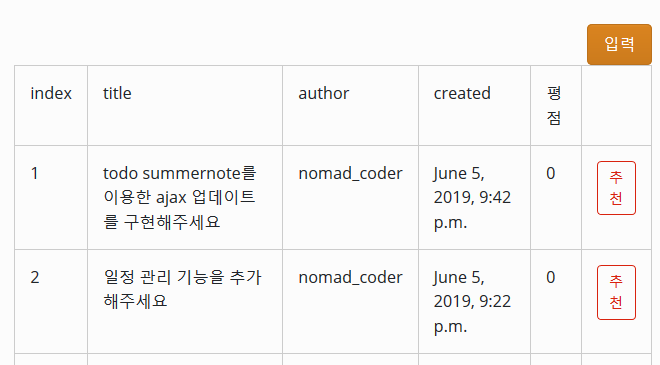 입력
index title author created 평
점
1 todo summernote를 nomad_coder June 5, 0 추
이용한 ajax 업데이트 2019, 9:42 천
를 구현해주세요 p.m.
2 일정 관리 기능을 추가 nomad_coder June 5, 0 추
해주세요 2019, 9:22 천
p.m.